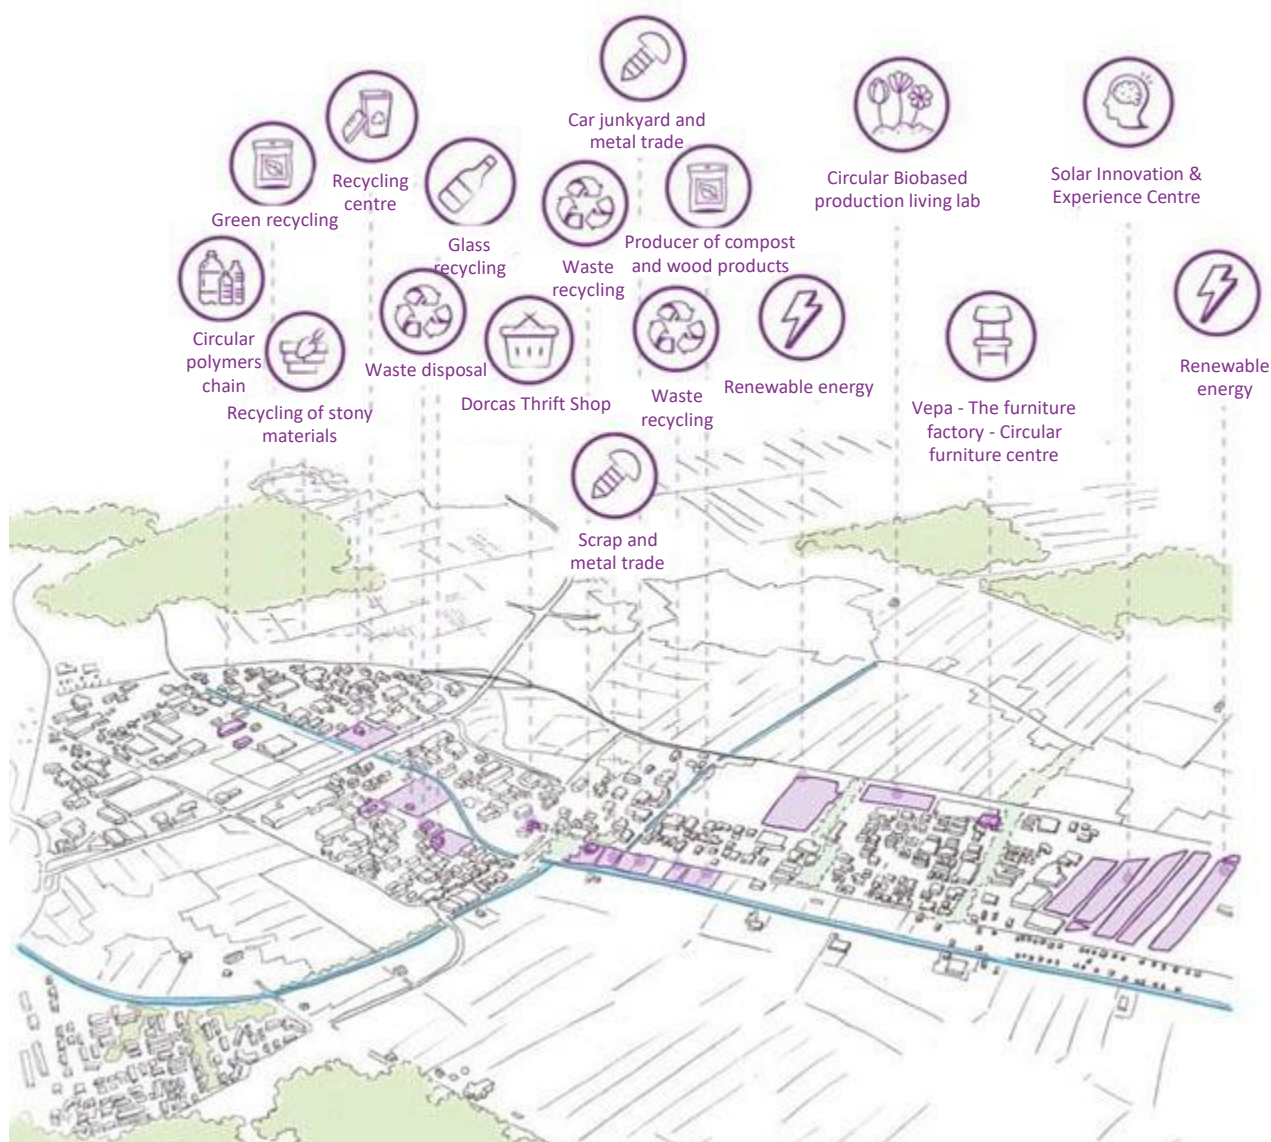 Car junkyard and
metal trade
Recycling
centre
Green recycling
Glass
recycling
Waste
recycling
Producer of compost
and wood products
Circular Biobased
production living lab
Solar Innovation &
Experience Centre
Circular
polymers
chain
Recycling of stony
materials
Waste disposal
Dorcas Thrift Shop
Waste
recycling
Renewable energy
Vepa - The furniture
factory - Circular
furniture centre
Renewable
energy
Scrap and
metal trade